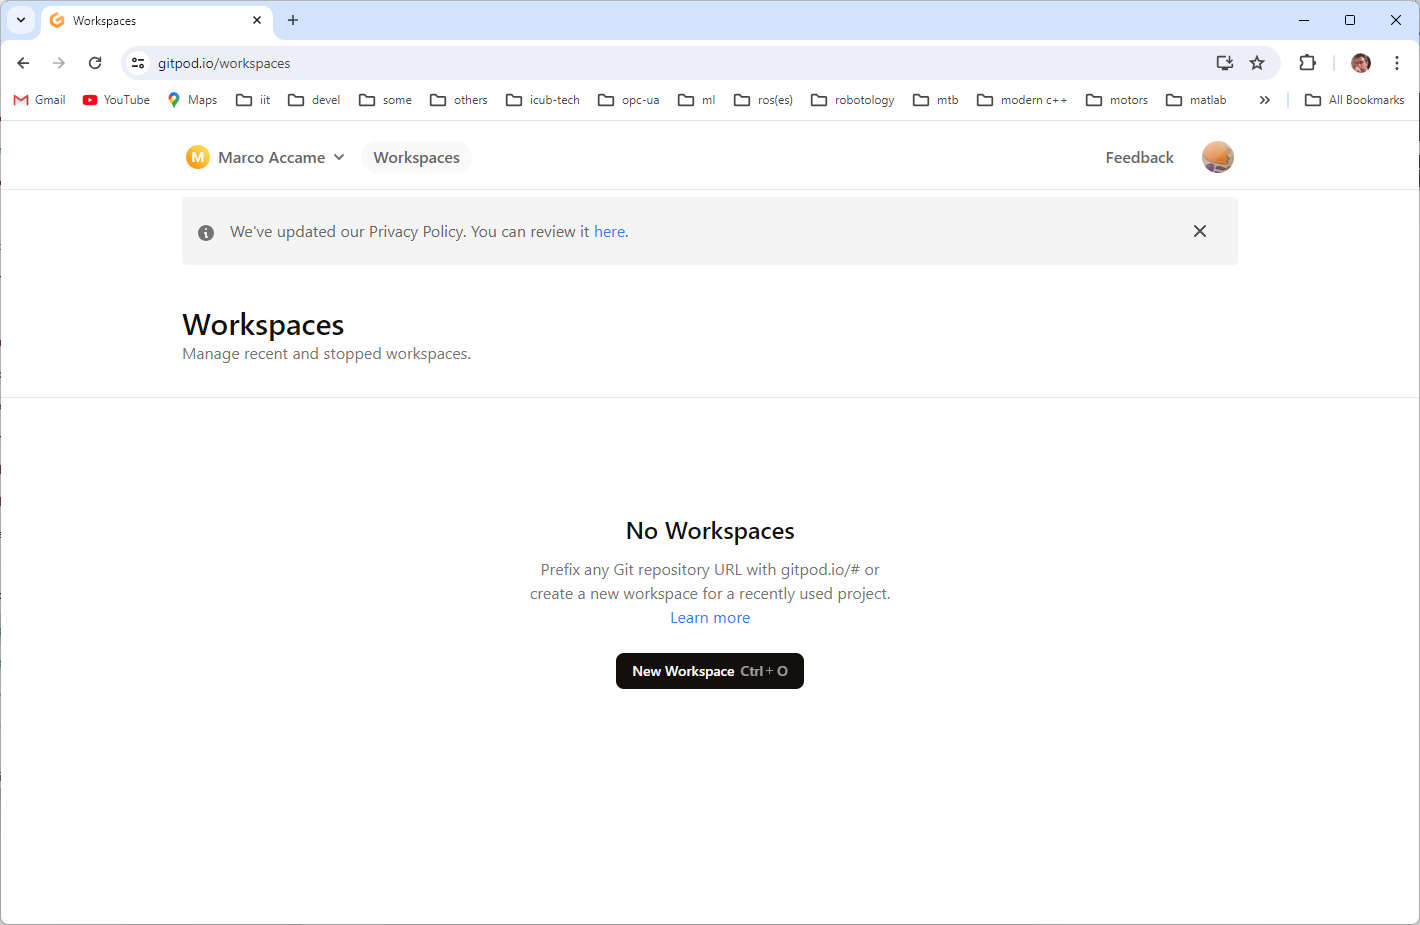 Workspaces
gitpod.io/workspaces
Gmail YouTube Maps iit devel some others icub-tech opc-ua ml ros(es) robotology mtb modern c++ motors matlab » All Bookmarks
M Marco Accame Workspaces Feedback
We've updated our Privacy Policy. You can review it here.
Workspaces
Manage recent and stopped workspaces.
No Workspaces
Prefix any Git repository URL with gitpod.io/# or
create a new workspace for a recently used project.
Learn more
New Workspace Ctrl + O